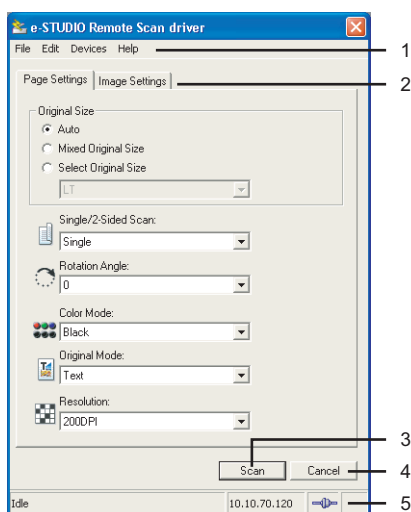 e-STUDIO Remote Scan driver
File Edit Devices Help
1
Page Settings Image Settings
2
Original Size
Auto
Mixed Original Size
Select Original Size
LT
Single/2-Sided Scan:
Single
Rotation Angle:
0
Color Mode:
Black
Original Mode:
Text
Resolution:
200DPI
3
Scan Cancel
4
Idle 10.10.70.120
5